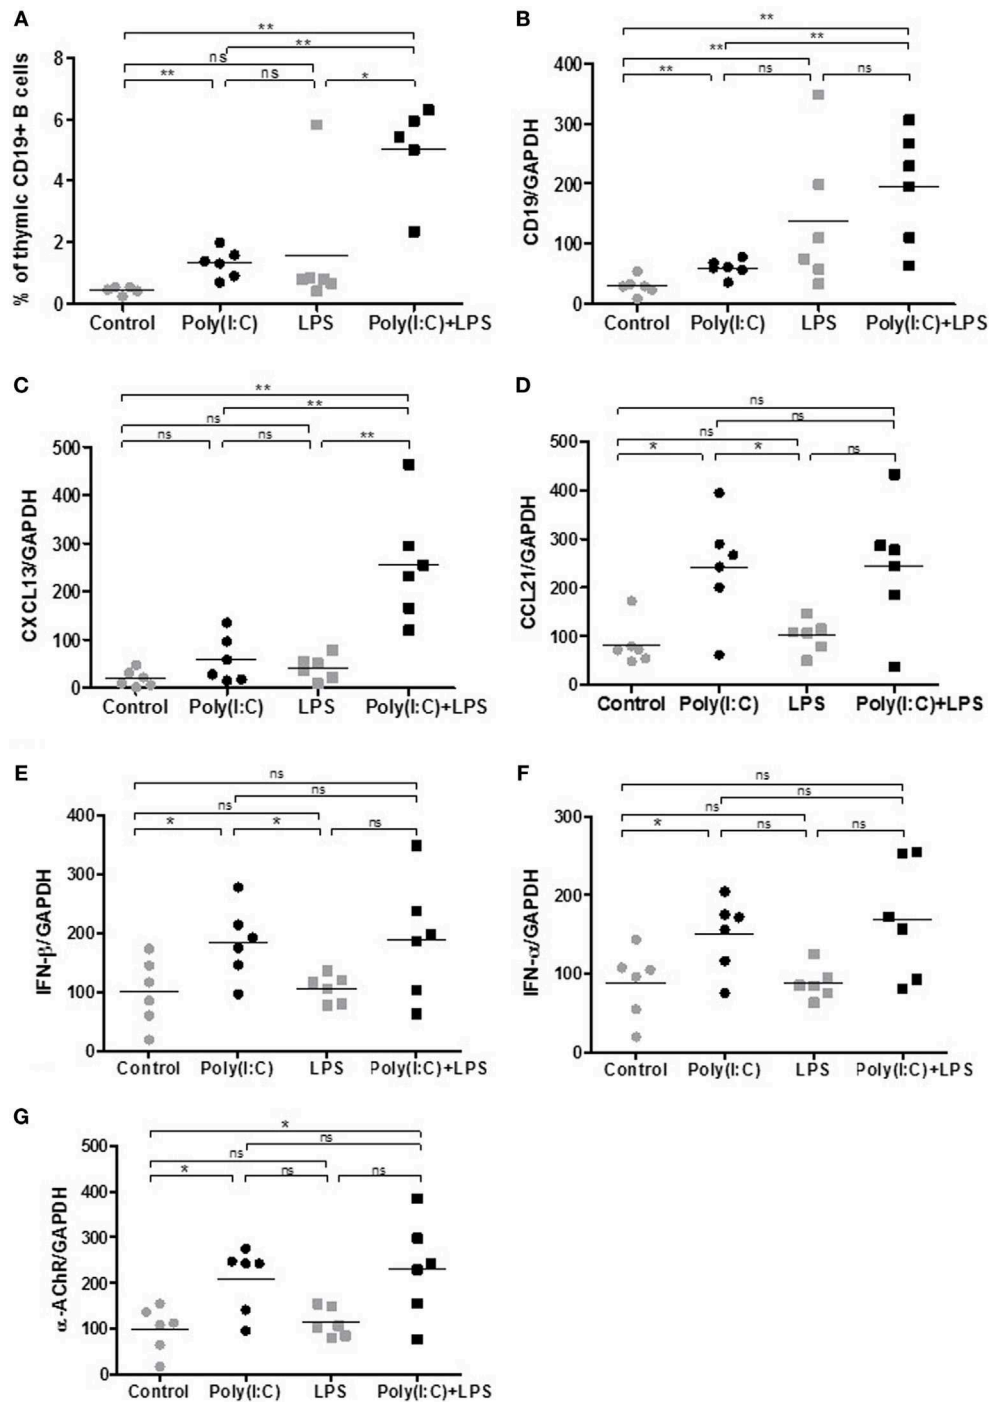 A
**
**
ns
** ns *
% of thymic CD19+ B cells
8
6
4
2
0
Control Poly(I:C) LPS Poly(I:C)+LPS
B
**
**
**
** ns ns
CD19/GAPDH
400
300
200
100
0
Control Poly(I:C) LPS Poly(I:C)+LPS
C
**
**
ns
ns ns **
CXCL13/GAPDH
500
400
300
200
100
0
Control Poly(I:C) LPS Poly(I:C)+LPS
D
ns
ns
ns
* * ns
CCL21/GAPDH
500
400
300
200
100
0
Control Poly(I:C) LPS Poly(I:C)+LPS
E
ns
ns
ns
* * ns
IFN-β/GAPDH
400
300
200
100
0
Control Poly(I:C) LPS Poly(I:C)+LPS
F
ns
ns
ns
* ns ns
IFN-α/GAPDH
300
200
100
0
Control Poly(I:C) LPS Poly(I:C)+LPS
G
*
ns
ns
* ns ns
α-AChR/GAPDH
500
400
300
200
100
0
Control Poly(I:C) LPS Poly(I:C)+LPS